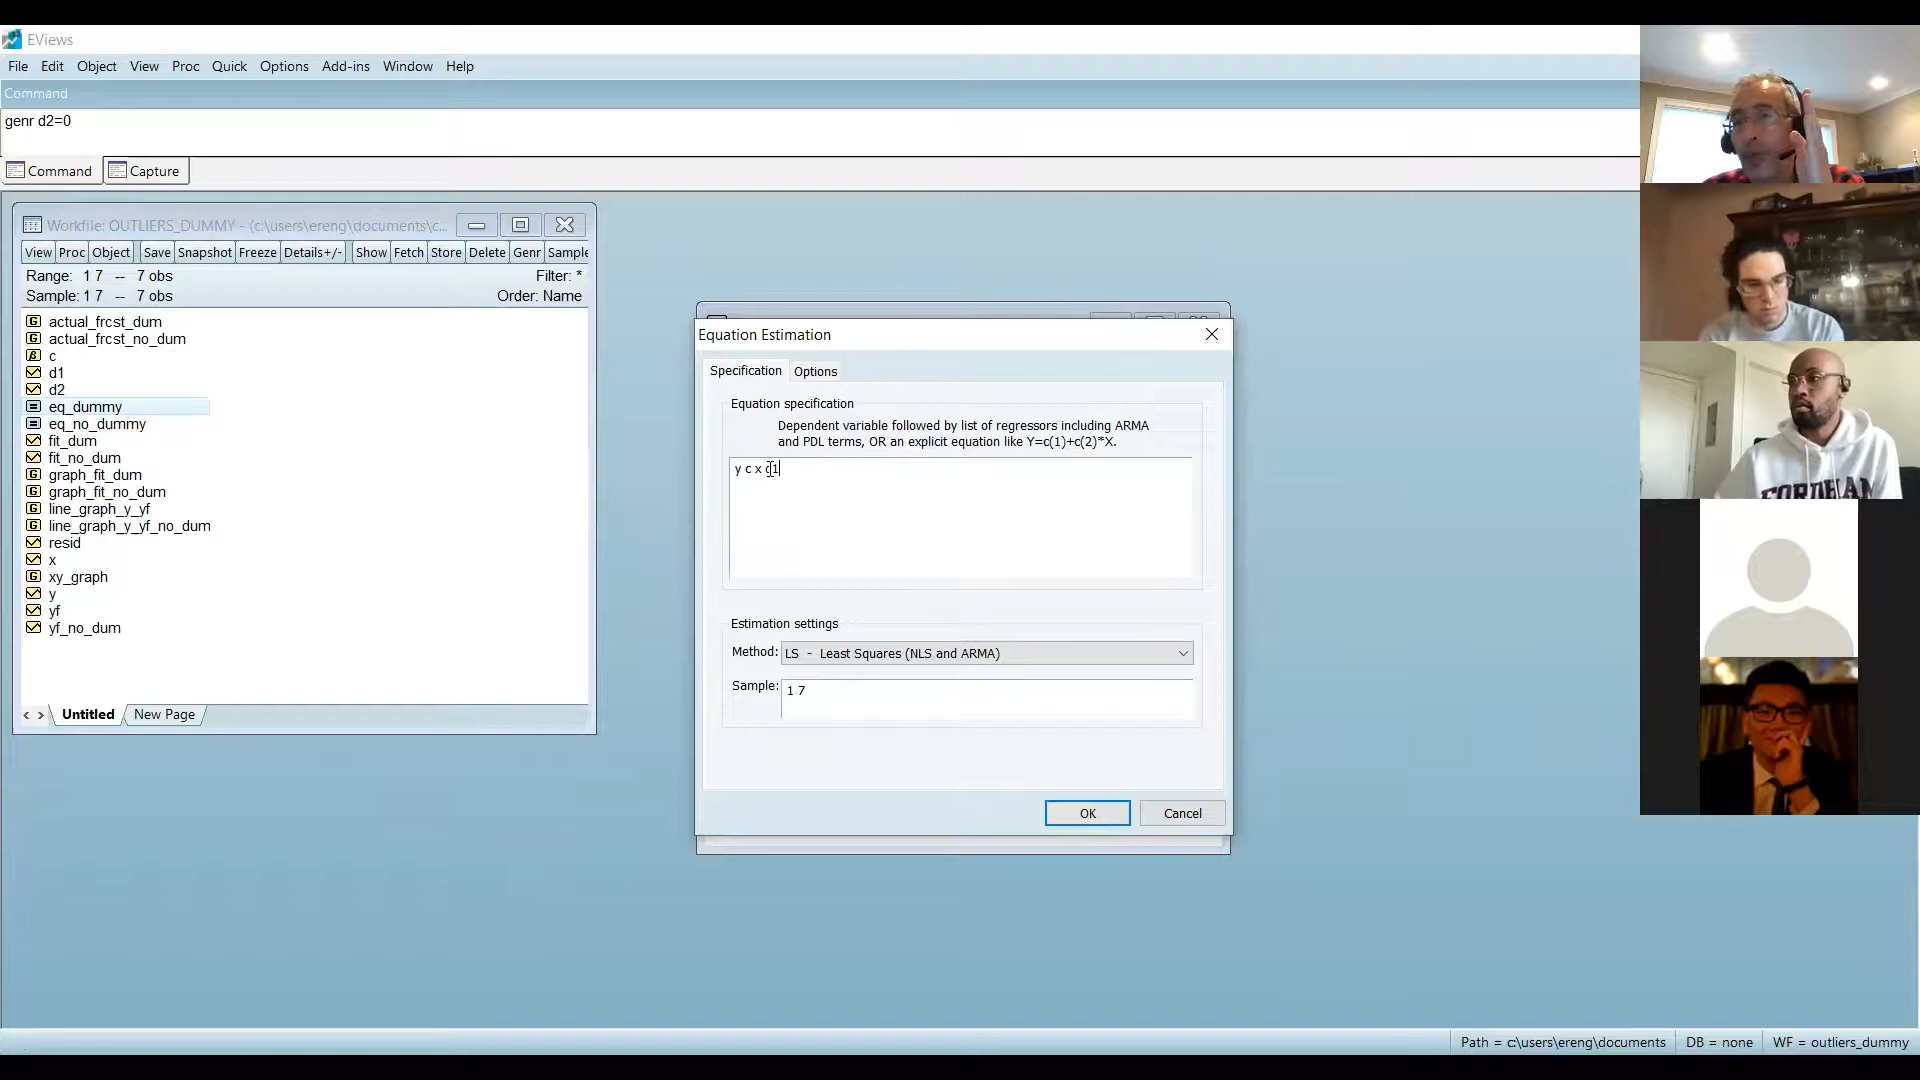 EViews
File Edit Object View Proc Quick Options Add-ins Window Help
Command
genr d2=0
Command Capture
Workfile: OUTLIERS_DUMMY - (c:\users\ereng\documents\c...
View Proc Object Save Snapshot Freeze Details+/- Show Fetch Store Delete Genr Sample
Range: 1 7 -- 7 obs Filter: *
Sample: 1 7 -- 7 obs Order: Name
actual_frcst_dum
actual_frcst_no_dum
c
d1
d2
eq_dummy
eq_no_dummy
fit_dum
fit_no_dum
graph_fit_dum
graph_fit_no_dum
line_graph_y_yf
line_graph_y_yf_no_dum
resid
x
xy_graph
y
yf
yf_no_dum
Untitled New Page
Equation Estimation
Specification Options
Equation specification
Dependent variable followed by list of regressors including ARMA
and PDL terms, OR an explicit equation like Y=c(1)+c(2)*X.
y c x d1
Estimation settings
Method: LS - Least Squares (NLS and ARMA)
Sample: 1 7
OK Cancel
FORDHAM
Path = c:\users\ereng\documents DB = none WF = outliers_dummy